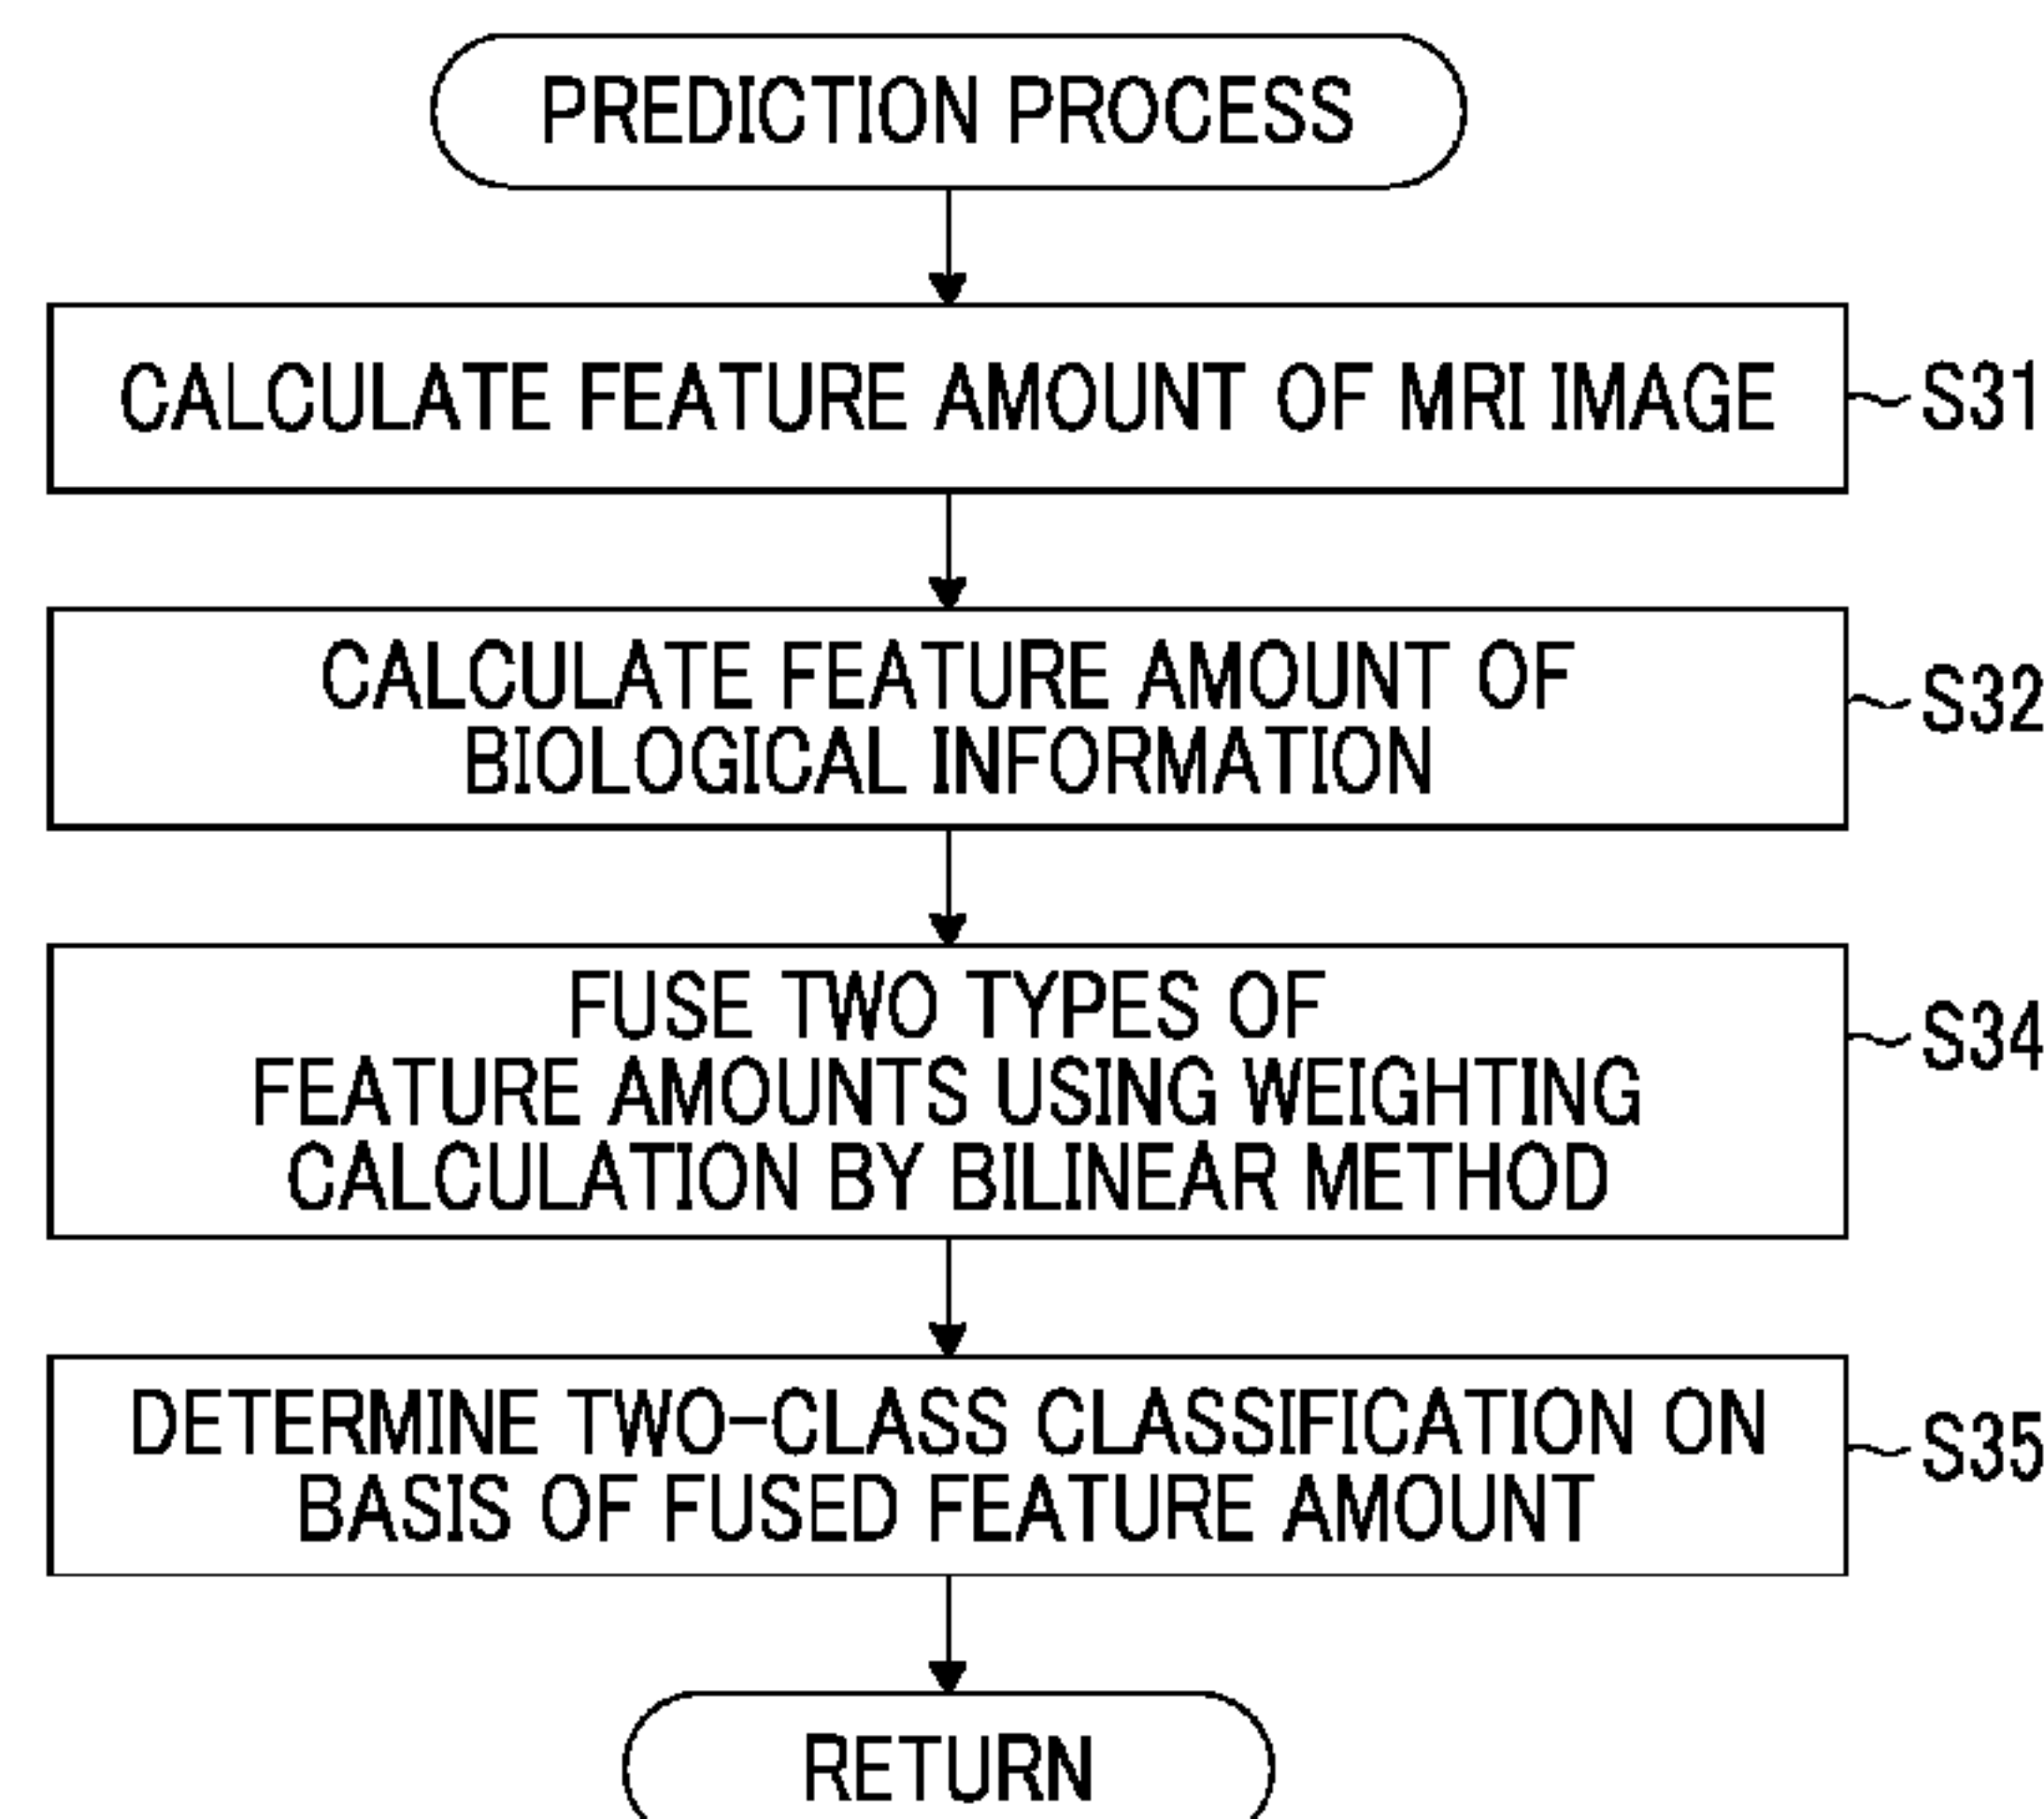 PREDICTION PROCESS
CALCULATE FEATURE AMOUNT OF MRI IMAGE
S31
CALCULATE FEATURE AMOUNT OF
BIOLOGICAL INFORMATION
S32
FUSE TWO TYPES OF
FEATURE AMOUNTS USING WEIGHTING
CALCULATION BY BILINEAR METHOD
S34
DETERMINE TWO-CLASS CLASSIFICATION ON
BASIS OF FUSED FEATURE AMOUNT
S35
RETURN